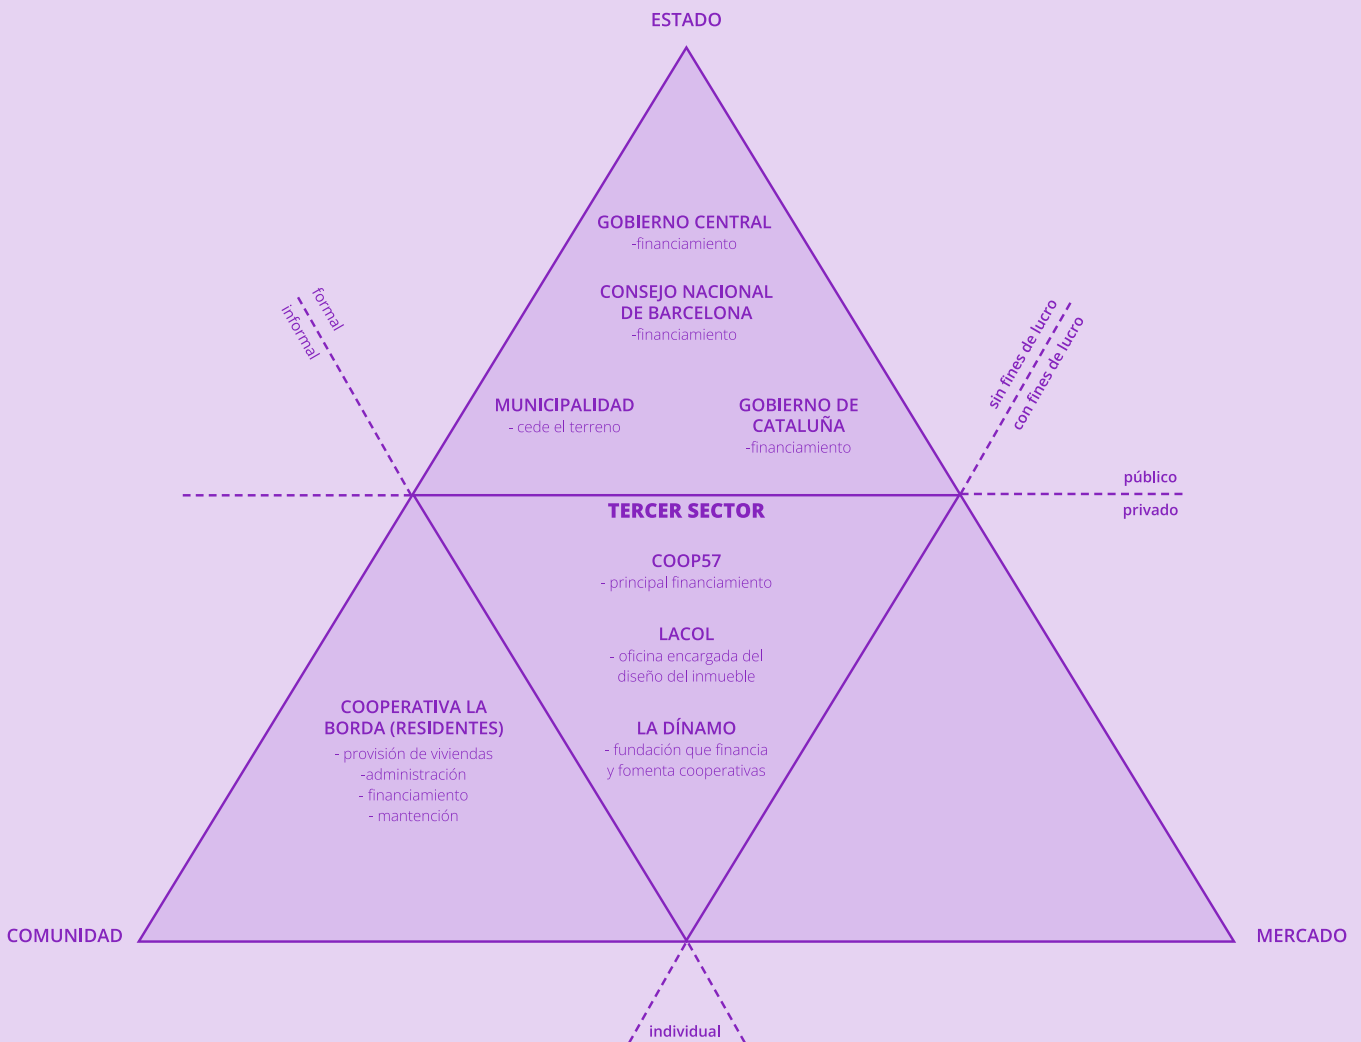 ESTADO
GOBIERNO CENTRAL
-financiamiento
CONSEJO NACIONAL
DE BARCELONA
-financiamiento
formal
informal
sin fines de lucro
con fines de lucro
MUNICIPALIDAD
- cede el terreno
GOBIERNO DE
CATALUÑA
-financiamiento
público
privado
TERCER SECTOR
COOP57
- principal financiamiento
LACOL
- oficina encargada del
diseño del inmueble
LA DÍNAMO
- fundación que financia
y fomenta cooperativas
COOPERATIVA LA
BORDA (RESIDENTES)
- provisión de viviendas
-administración
- financiamiento
- mantención
COMUNIDAD
MERCADO
individual